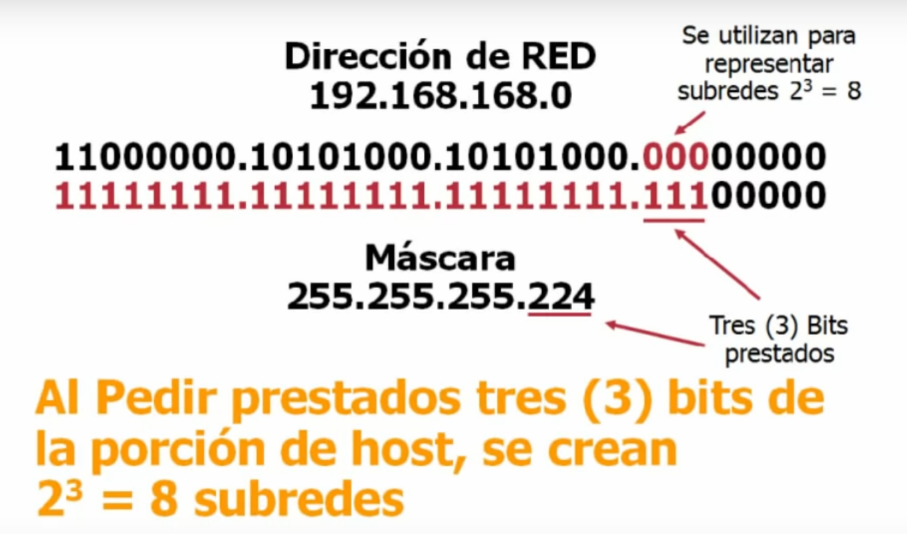 Dirección de RED
192.168.168.0
Se utilizan para
representar
subredes 2³ = 8
11000000.10101000.10101000.00000000
11111111.11111111.11111111.11100000
Máscara
255.255.255.224
Tres (3) Bits
prestados
Al Pedir prestados tres (3) bits de
la porción de host, se crean
2³ = 8 subredes